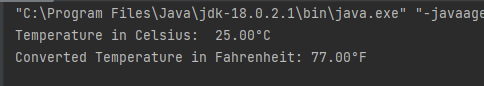 "C:\Program Files\Java\jdk-18.0.2.1\bin\java.exe" "-javaage
Temperature in Celsius:  25.00°C
Converted Temperature in Fahrenheit: 77.00°F